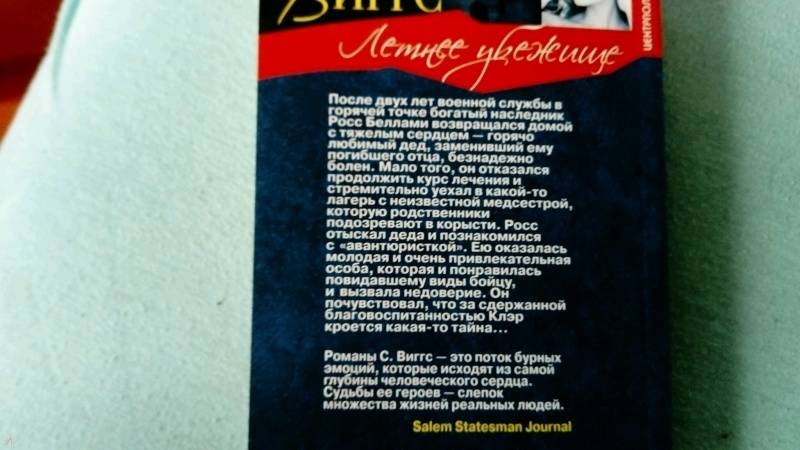 Виггс
Летнее убежище
ЦЕНТРПОЛ
После двух лет военной службы в
горячей точке богатый наследник
Росс Беллами возвращался домой
с тяжелым сердцем — горячо
любимый дед, заменивший ему
погибшего отца, безнадежно
болен. Мало того, он отказался
продолжить курс лечения и
стремительно уехал в какой-то
лагерь с неизвестной медсестрой,
которую родственники
подозревают в корысти. Росс
отыскал деда и познакомился
с «авантюристкой». Ею оказалась
молодая и очень привлекательная
особа, которая и понравилась
повидавшему виды бойцу,
и вызвала недоверие. Он
почувствовал, что за сдержанной
благовоспитанностью Клэр
кроется какая-то тайна...
Романы С. Виггс — это поток бурных
эмоций, которые исходят из самой
глубины человеческого сердца.
Судьбы ее героев — слепок
множества жизней реальных людей.
Salem Statesman Journal